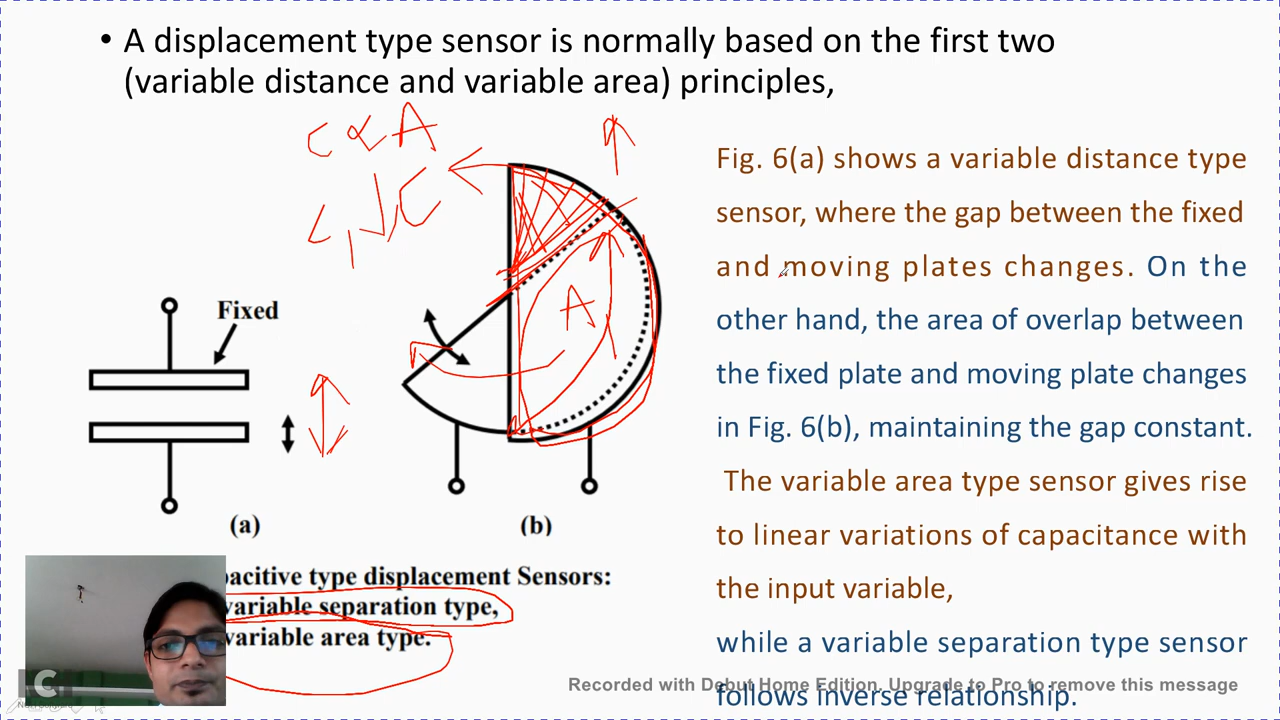 • A displacement type sensor is normally based on the first two
(variable distance and variable area) principles,
C ∝ A
Fixed
A
(a)
(b)
pacitive type displacement Sensors:
variable separation type,
variable area type.
Fig. 6(a) shows a variable distance type
sensor, where the gap between the fixed
and moving plates changes. On the
other hand, the area of overlap between
the fixed plate and moving plate changes
in Fig. 6(b), maintaining the gap constant.
The variable area type sensor gives rise
to linear variations of capacitance with
the input variable,
while a variable separation type sensor
follows inverse relationship.
Recorded with Debut Home Edition. Upgrade to Pro to remove this message